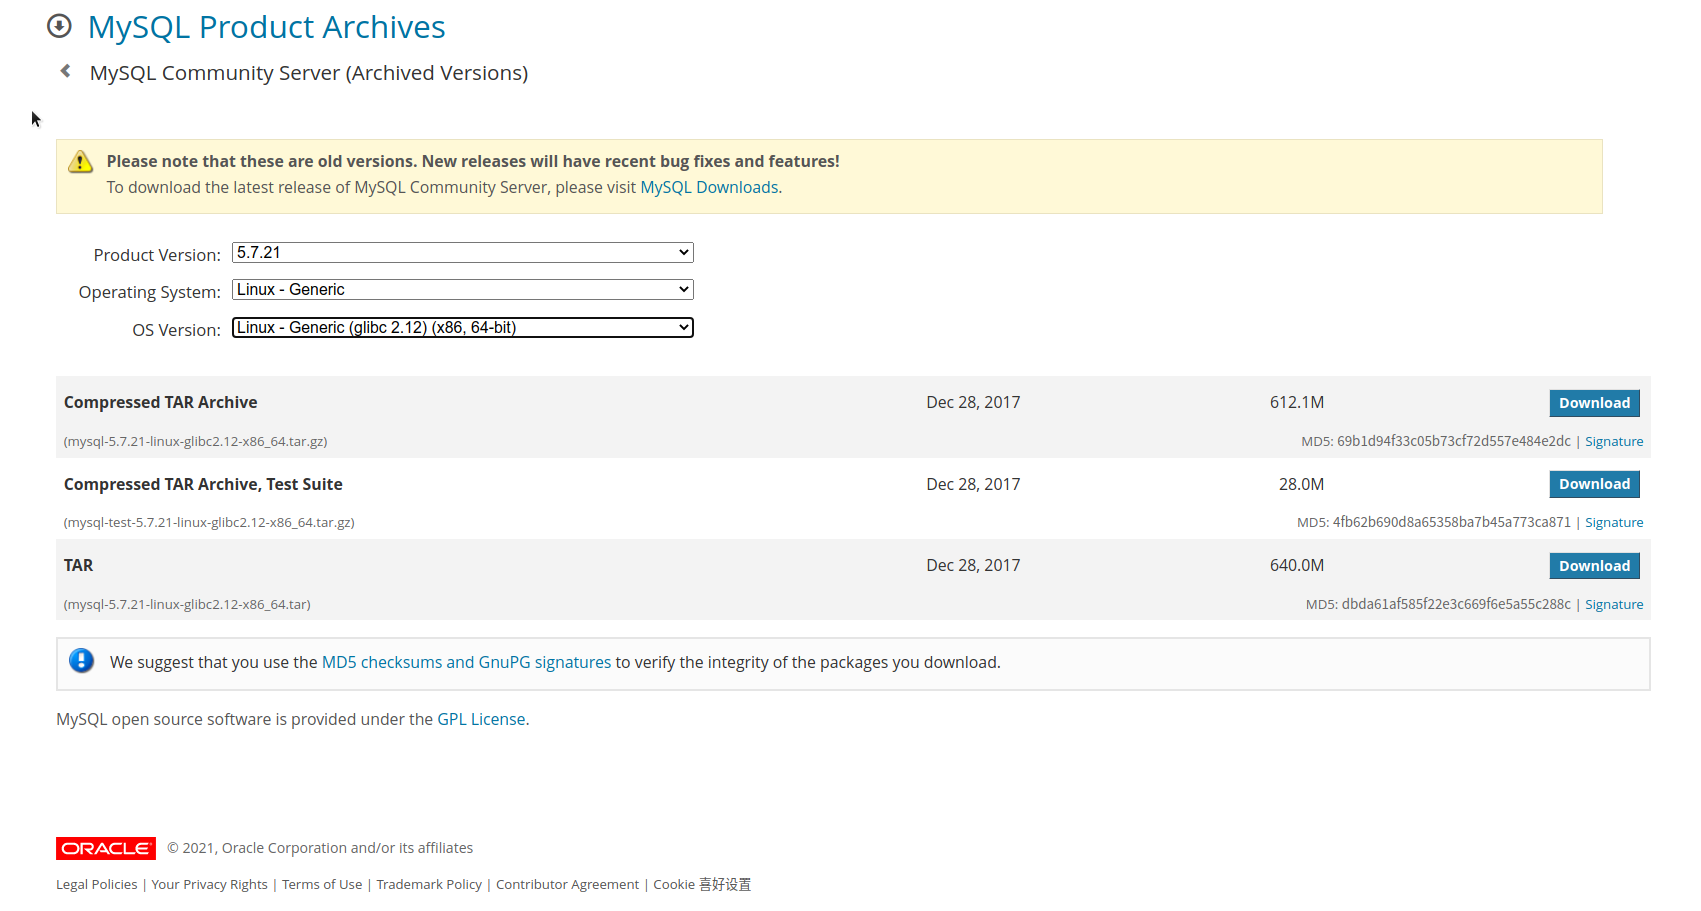 MySQL Product Archives
MySQL Community Server (Archived Versions)
Please note that these are old versions. New releases will have recent bug fixes and features!
To download the latest release of MySQL Community Server, please visit MySQL Downloads.
Product Version: 5.7.21
Operating System: Linux - Generic
OS Version: Linux - Generic (glibc 2.12) (x86, 64-bit)
Compressed TAR Archive Dec 28, 2017 612.1M Download
(mysql-5.7.21-linux-glibc2.12-x86_64.tar.gz) MD5: 69b1d94f33c05b73cf72d557e484e2dc | Signature
Compressed TAR Archive, Test Suite Dec 28, 2017 28.0M Download
(mysql-test-5.7.21-linux-glibc2.12-x86_64.tar.gz) MD5: 4fb62b690d8a65358ba7b45a773ca871 | Signature
TAR Dec 28, 2017 640.0M Download
(mysql-5.7.21-linux-glibc2.12-x86_64.tar) MD5: dbda61af585f22e3c669f6e5a55c288c | Signature
We suggest that you use the MD5 checksums and GnuPG signatures to verify the integrity of the packages you download.
MySQL open source software is provided under the GPL License.
ORACLE © 2021, Oracle Corporation and/or its affiliates
Legal Policies | Your Privacy Rights | Terms of Use | Trademark Policy | Contributor Agreement | Cookie 喜好设置